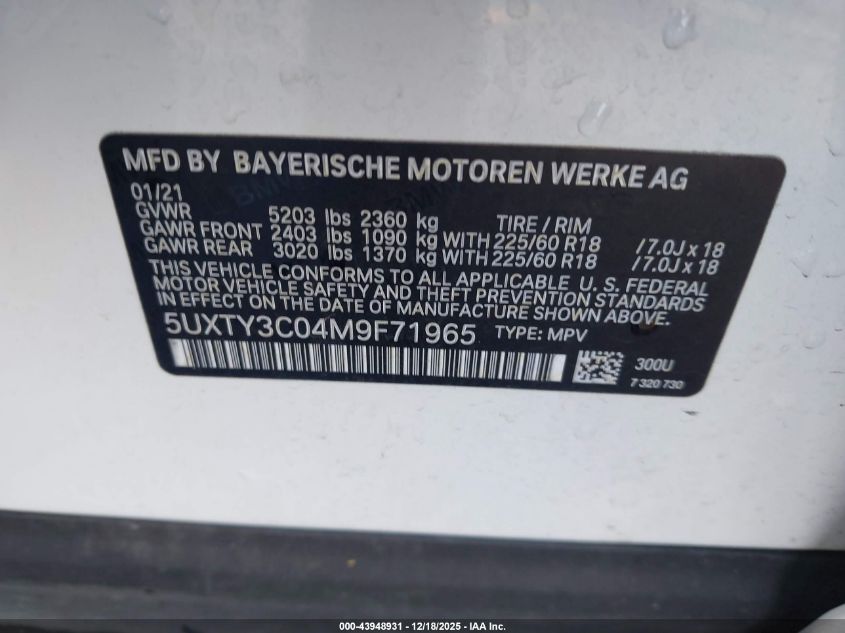 MFD BY BAYERISCHE MOTOREN WERKE AG
01/21
GVWR 5203 lbs 2360 kg TIRE / RIM
GAWR FRONT 2403 lbs 1090 kg WITH 225/60 R18 /7.0J x 18
GAWR REAR 3020 lbs 1370 kg WITH 225/60 R18 /7.0J x 18
THIS VEHICLE CONFORMS TO ALL APPLICABLE U. S. FEDERAL
MOTOR VEHICLE SAFETY AND THEFT PREVENTION STANDARDS
IN EFFECT ON THE DATE OF MANUFACTURE SHOWN ABOVE.
5UXTY3C04M9F71965 TYPE: MPV
300U
7 320 730
000-43948931 - 12/18/2025 - IAA Inc.